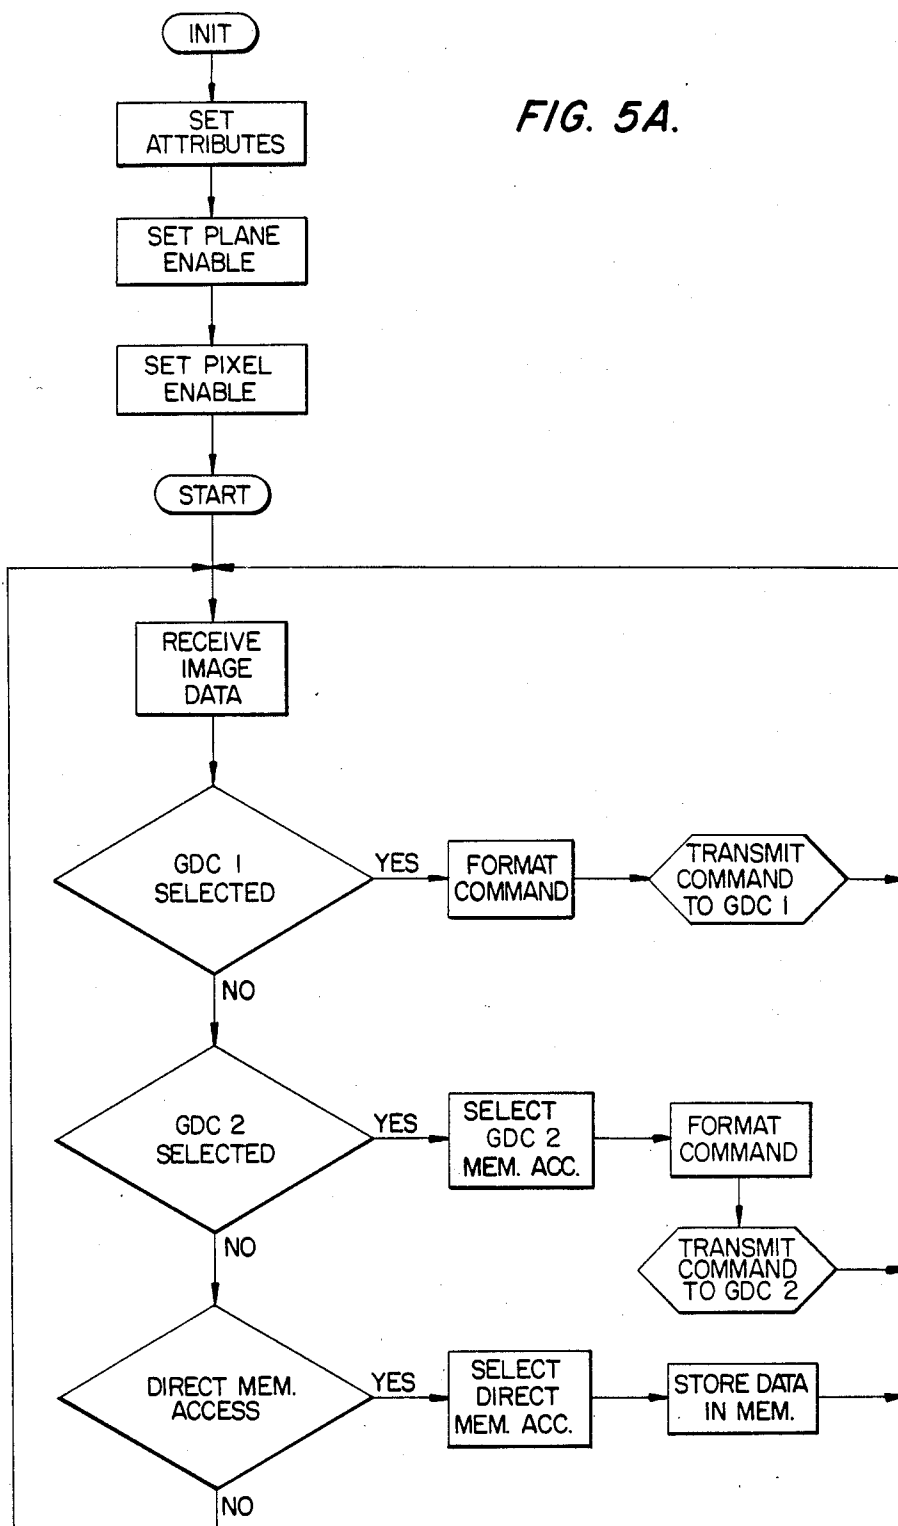 INIT
FIG. 5A.
SET
ATTRIBUTES
SET PLANE
ENABLE
SET PIXEL
ENABLE
START
RECEIVE
IMAGE
DATA
GDC 1
SELECTED
YES
FORMAT
COMMAND
TRANSMIT
COMMAND
TO GDC 1
NO
GDC 2
SELECTED
YES
SELECT
GDC 2
MEM. ACC.
FORMAT
COMMAND
NO
TRANSMIT
COMMAND
TO GDC 2
DIRECT MEM.
ACCESS
YES
SELECT
DIRECT
MEM. ACC.
STORE DATA
IN MEM.
NO